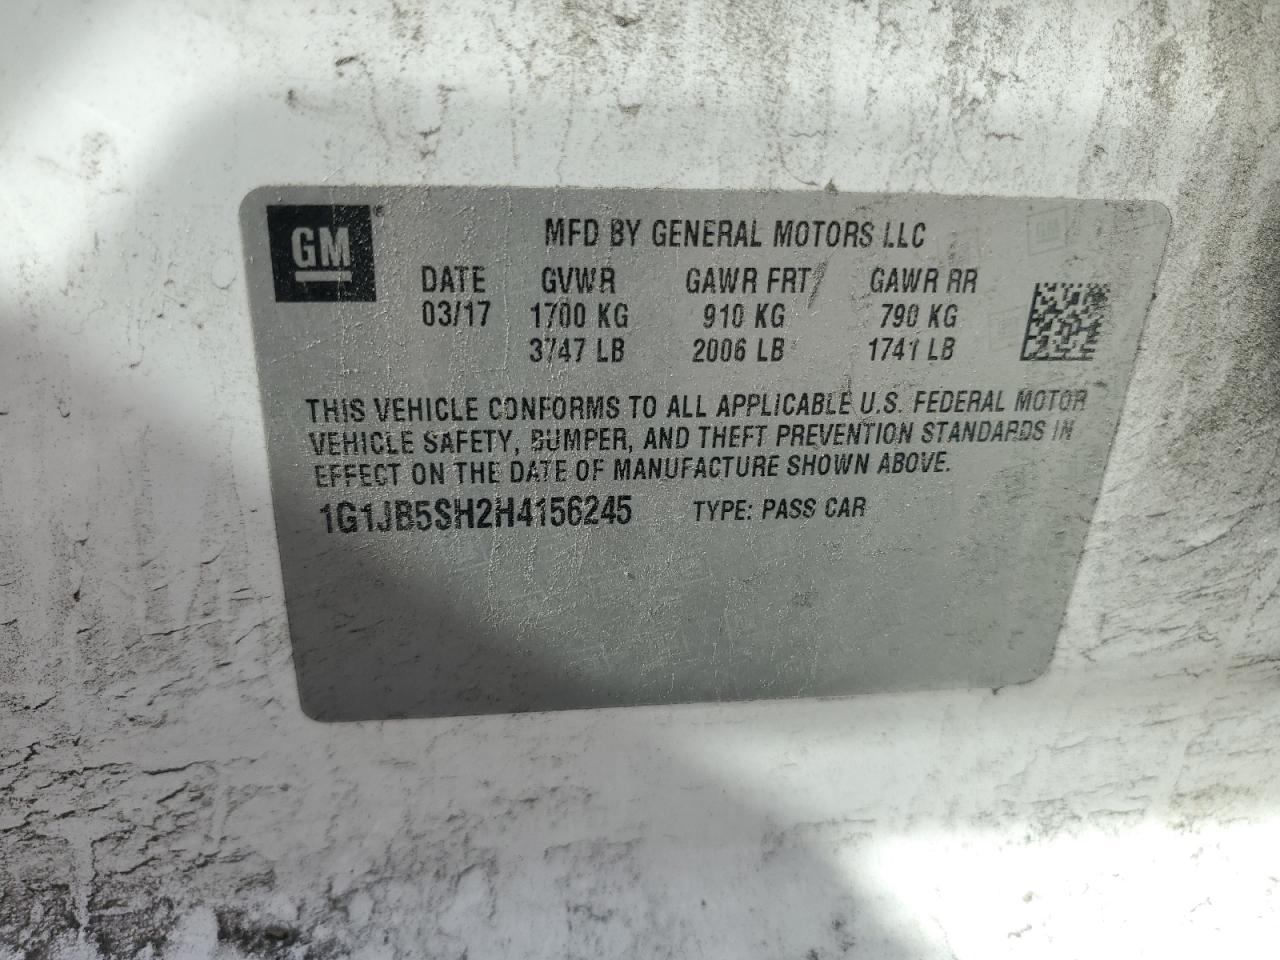 GM®
MFD BY GENERAL MOTORS LLC
DATE GVWR GAWR FRT GAWR RR
03/17 1700 KG 910 KG 790 KG
3747 LB 2006 LB 1741 LB
THIS VEHICLE CONFORMS TO ALL APPLICABLE U.S. FEDERAL MOTOR
VEHICLE SAFETY, BUMPER, AND THEFT PREVENTION STANDARDS IN
EFFECT ON THE DATE OF MANUFACTURE SHOWN ABOVE.
1G1JB5SH2H4156245 TYPE: PASS CAR